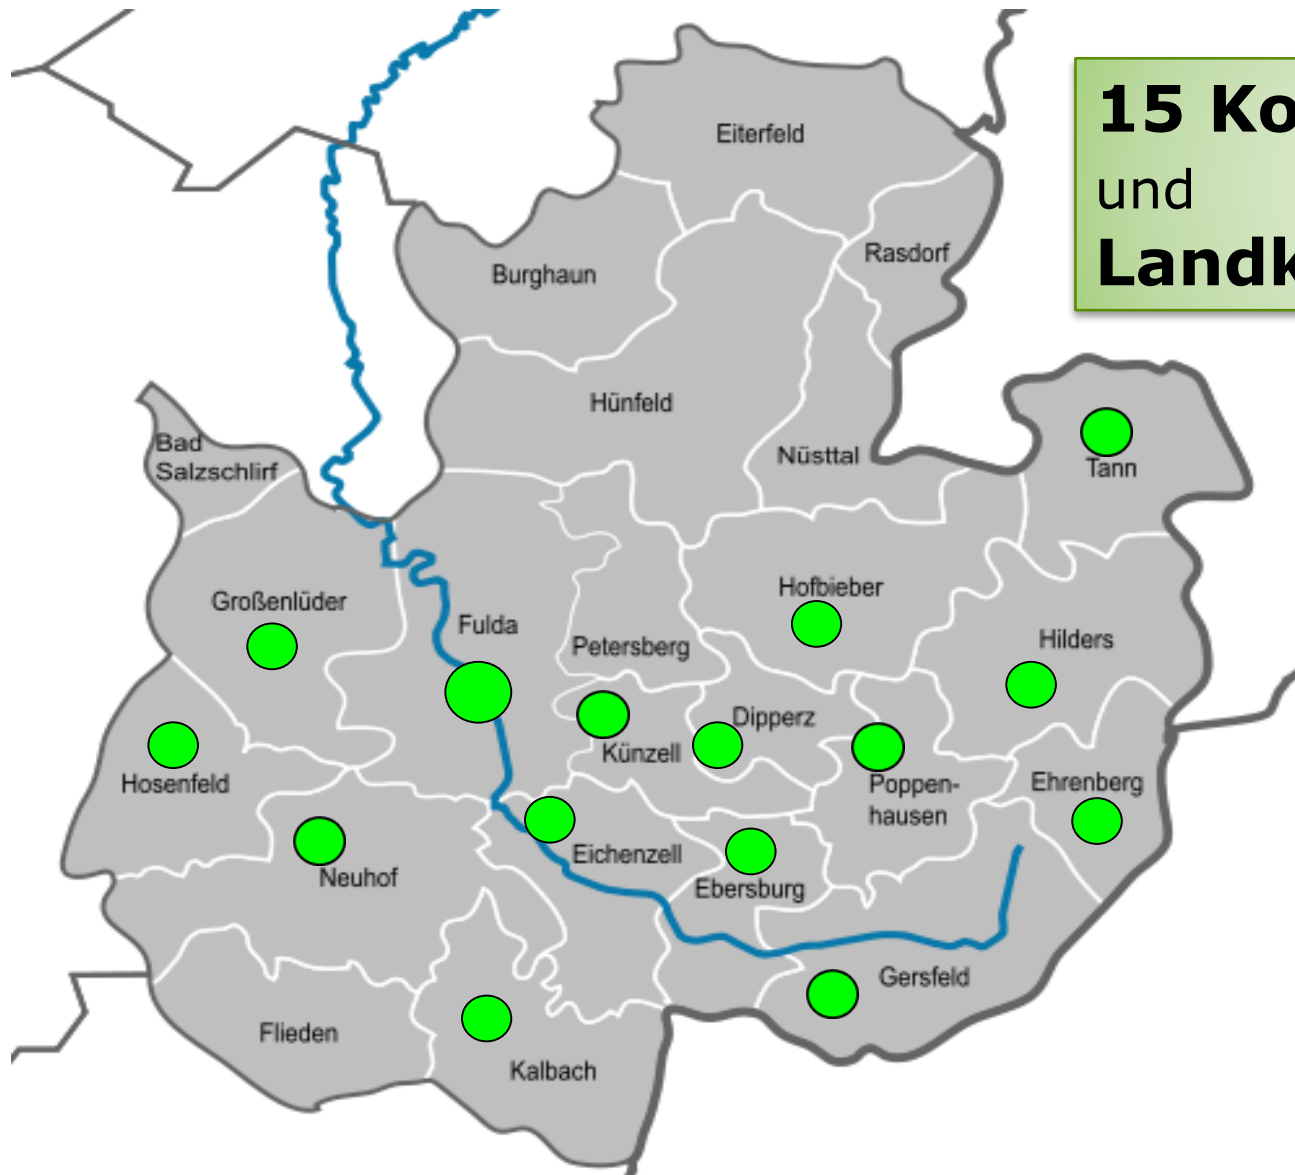 15 Ko
und
Landk
Eiterfeld
Rasdorf
Burghaun
Hünfeld
Nüsttal
Bad
Salzschlirf
Tann
Großenlüder
Hofbieber
Fulda
Petersberg
Hilders
Dipperz
Künzell
Hosenfeld
Poppen-
hausen
Ehrenberg
Eichenzell
Neuhof
Ebersburg
Gersfeld
Flieden
Kalbach